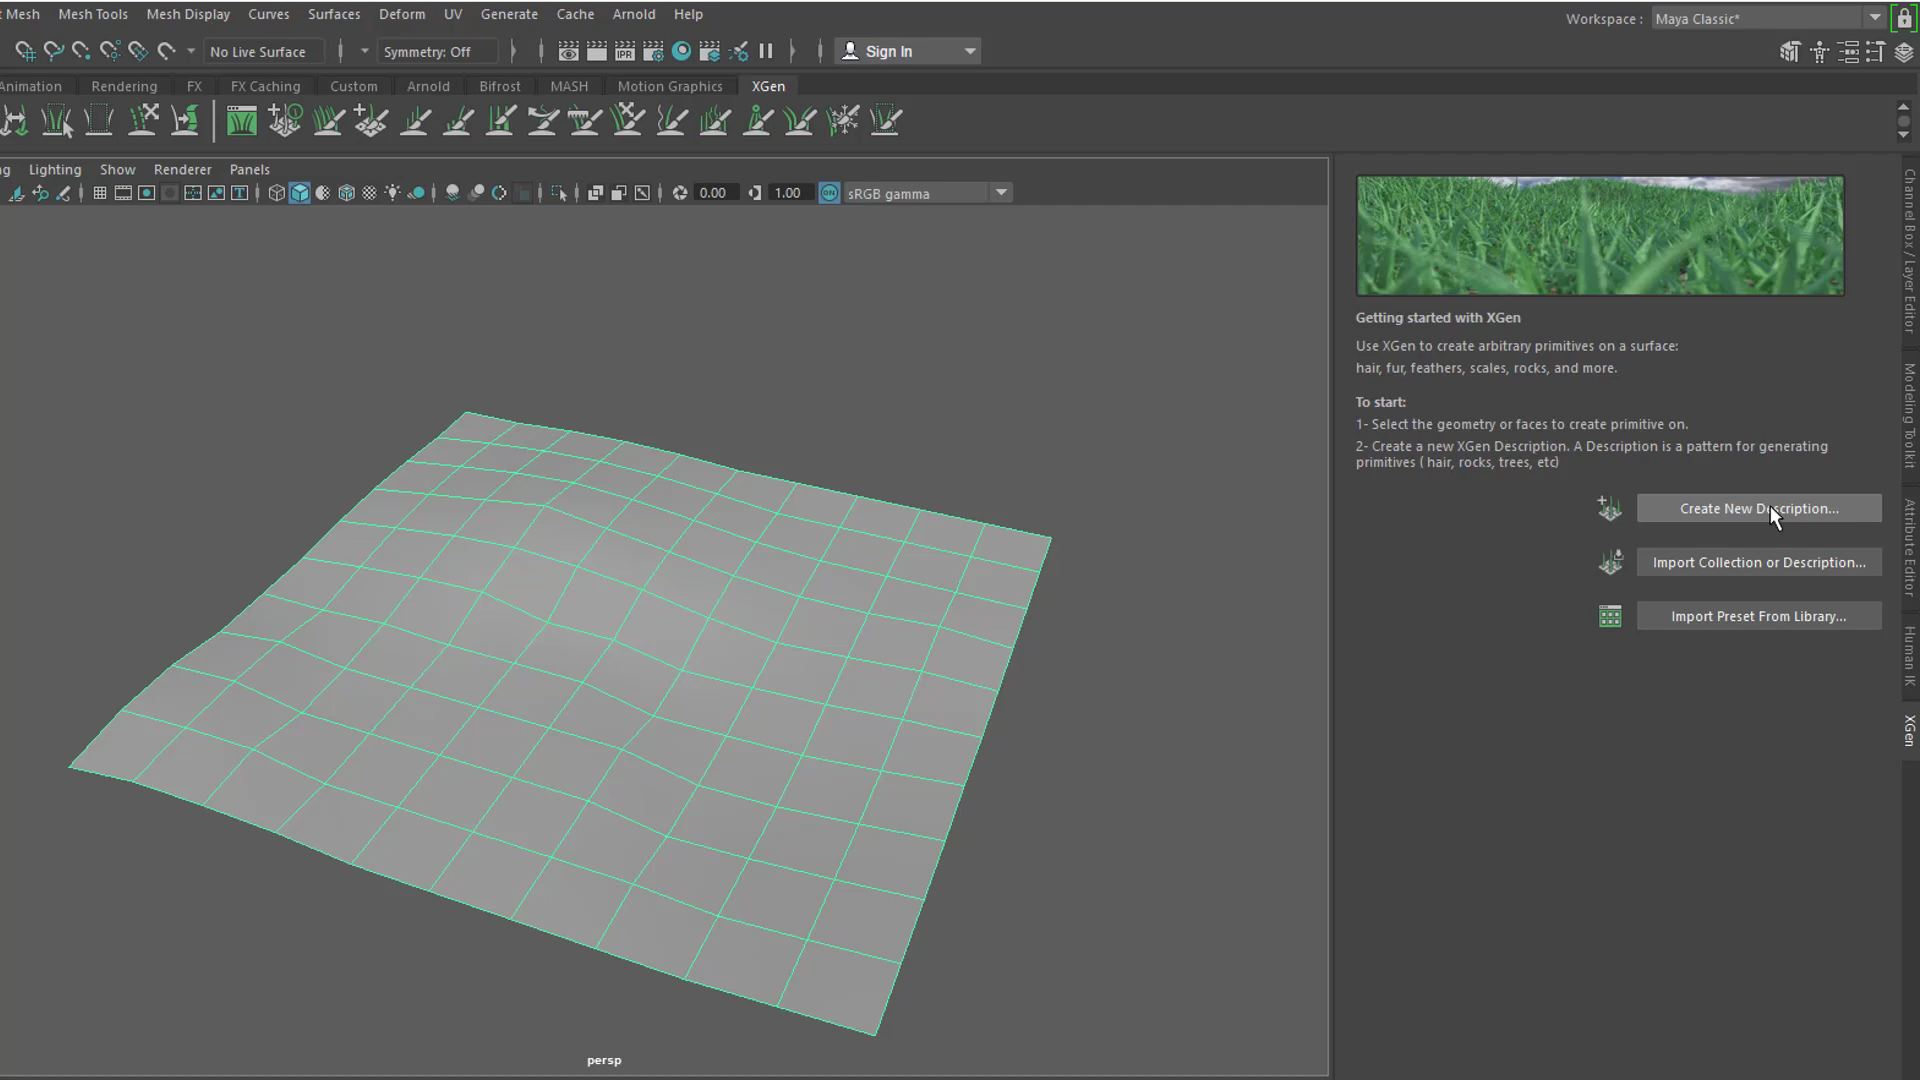 Mesh
Mesh Tools
Mesh Display
Curves
Surfaces
Deform
UV
Generate
Cache
Arnold
Help
Workspace :
Maya Classic*
No Live Surface
Symmetry: Off
IPR
Sign In
Animation
Rendering
FX
FX Caching
Custom
Arnold
Bifrost
MASH
Motion Graphics
XGen
Lighting
Show
Renderer
Panels
0.00
1.00
ON
sRGB gamma
Getting started with XGen
Use XGen to create arbitrary primitives on a surface:
hair, fur, feathers, scales, rocks, and more.
To start:
1- Select the geometry or faces to create primitive on.
2- Create a new XGen Description. A Description is a pattern for generating
primitives ( hair, rocks, trees, etc)
Create New Description...
Import Collection or Description...
Import Preset From Library...
Channel Box / Layer Editor
Modeling Toolkit
Attribute Editor
Human IK
XGen
persp